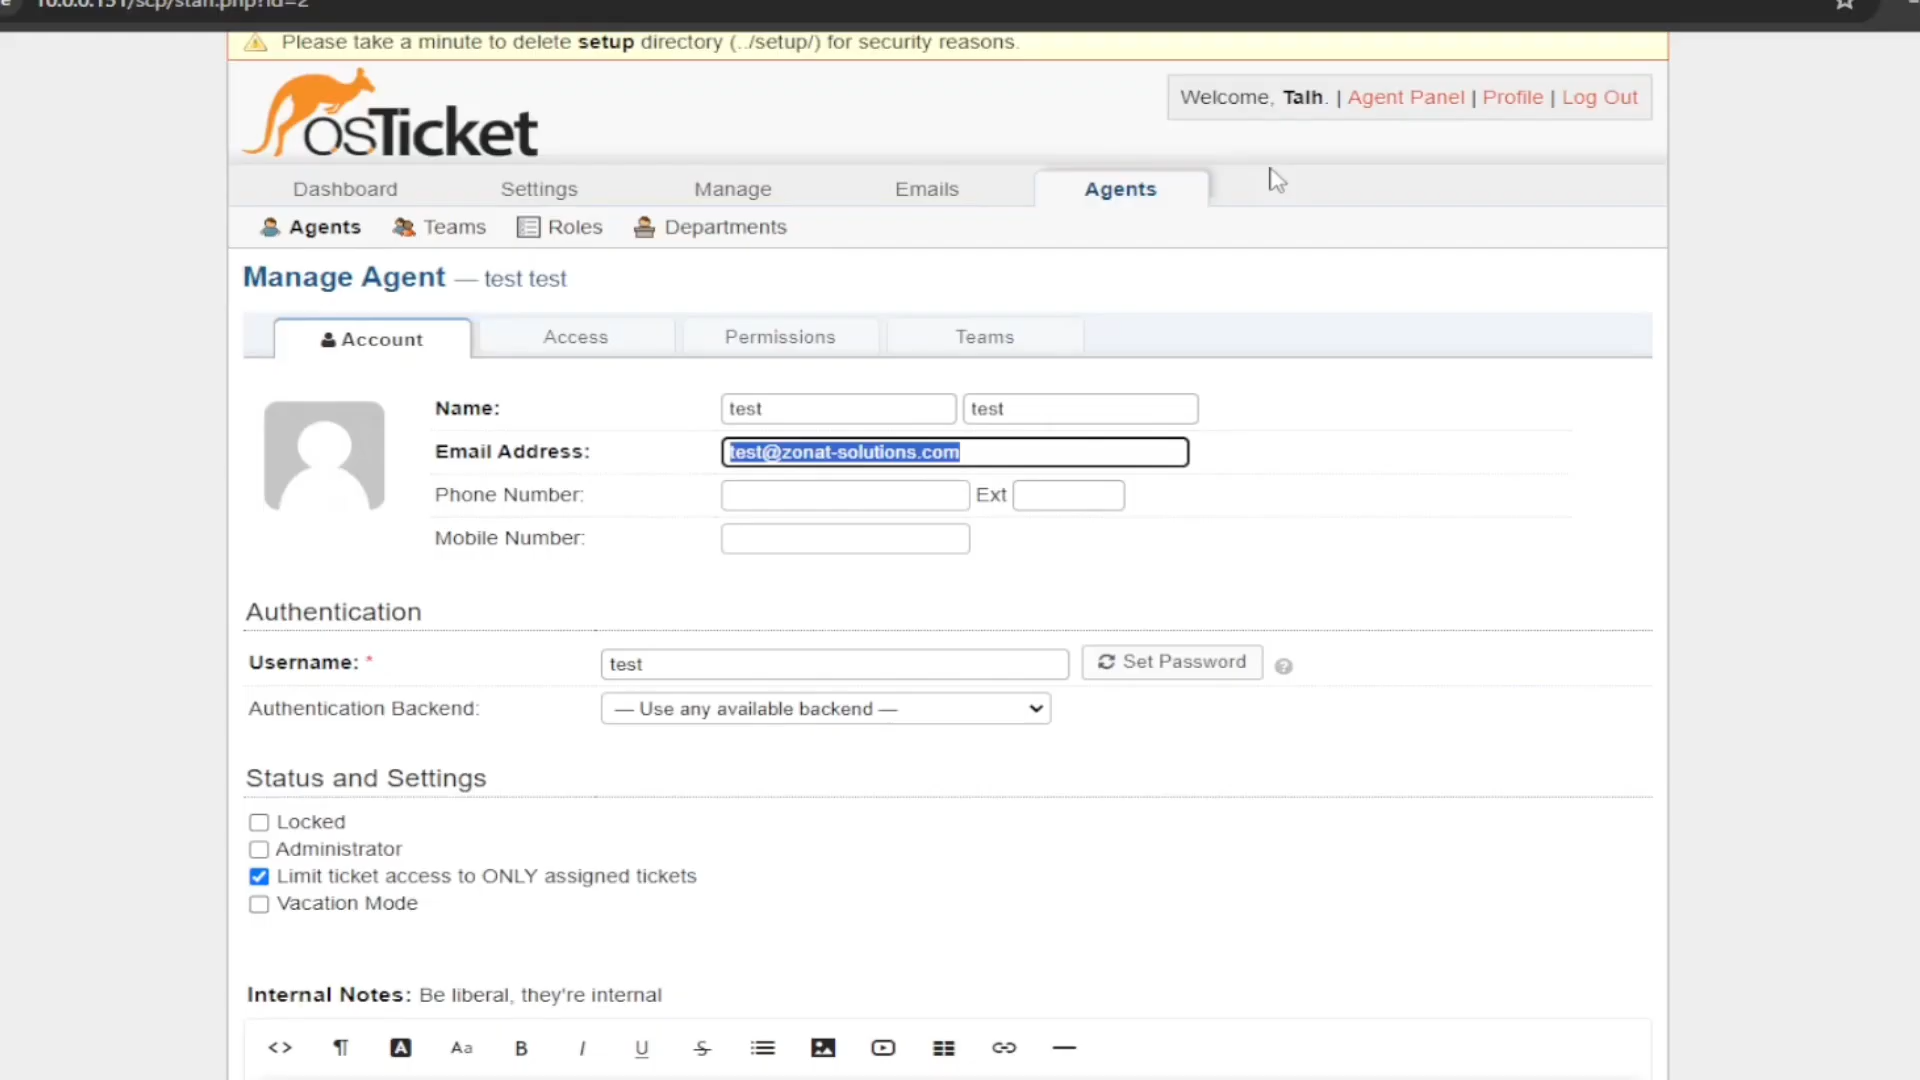 Please take a minute to delete setup directory (../setup/) for security reasons.
osTicket
Welcome, Talh. | Agent Panel | Profile | Log Out
Dashboard Settings Manage Emails Agents
Agents Teams Roles Departments
Manage Agent — test test
Account Access Permissions Teams
Name: test test
Email Address: test@zonat-solutions.com
Phone Number: Ext
Mobile Number:
Authentication
Username: * test Set Password
Authentication Backend: — Use any available backend —
Status and Settings
Locked
Administrator
Limit ticket access to ONLY assigned tickets
Vacation Mode
Internal Notes: Be liberal, they're internal